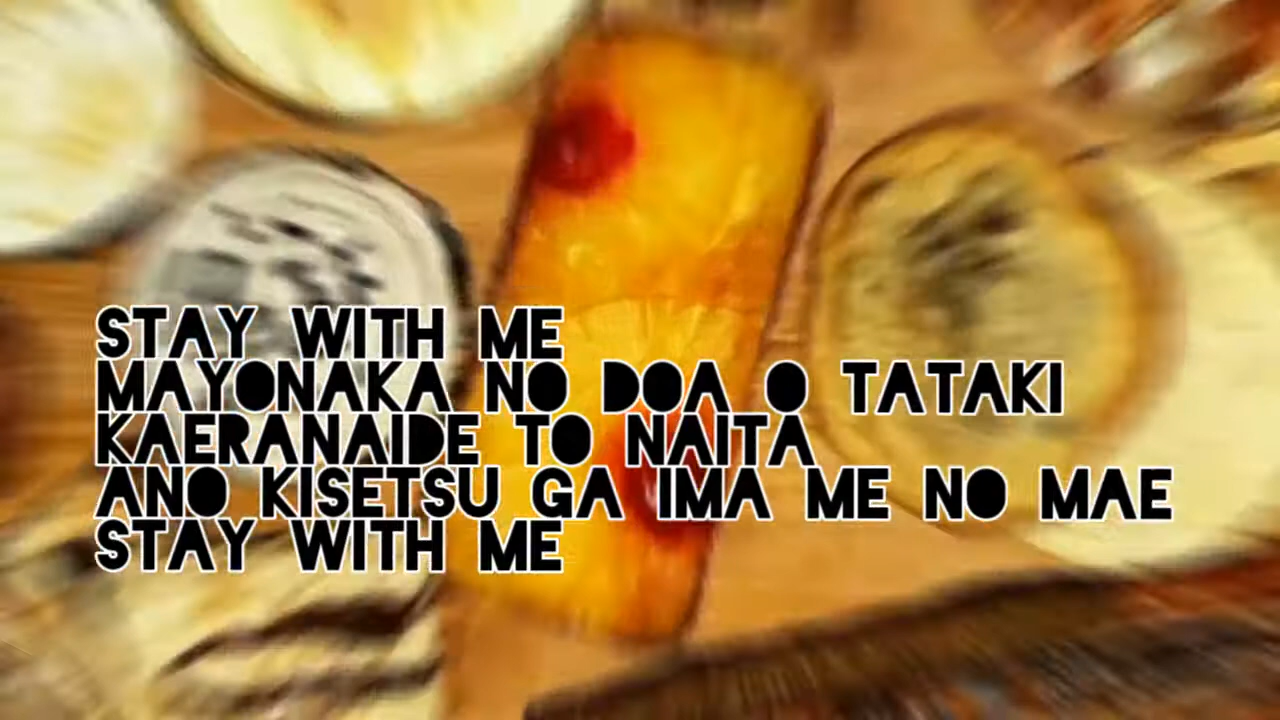 STAY WITH ME
MAYONAKA NO DOA O TATAKI
KAERANAIDE TO NAITA
ANO KISETSU GA IMA ME NO MAE
STAY WITH ME